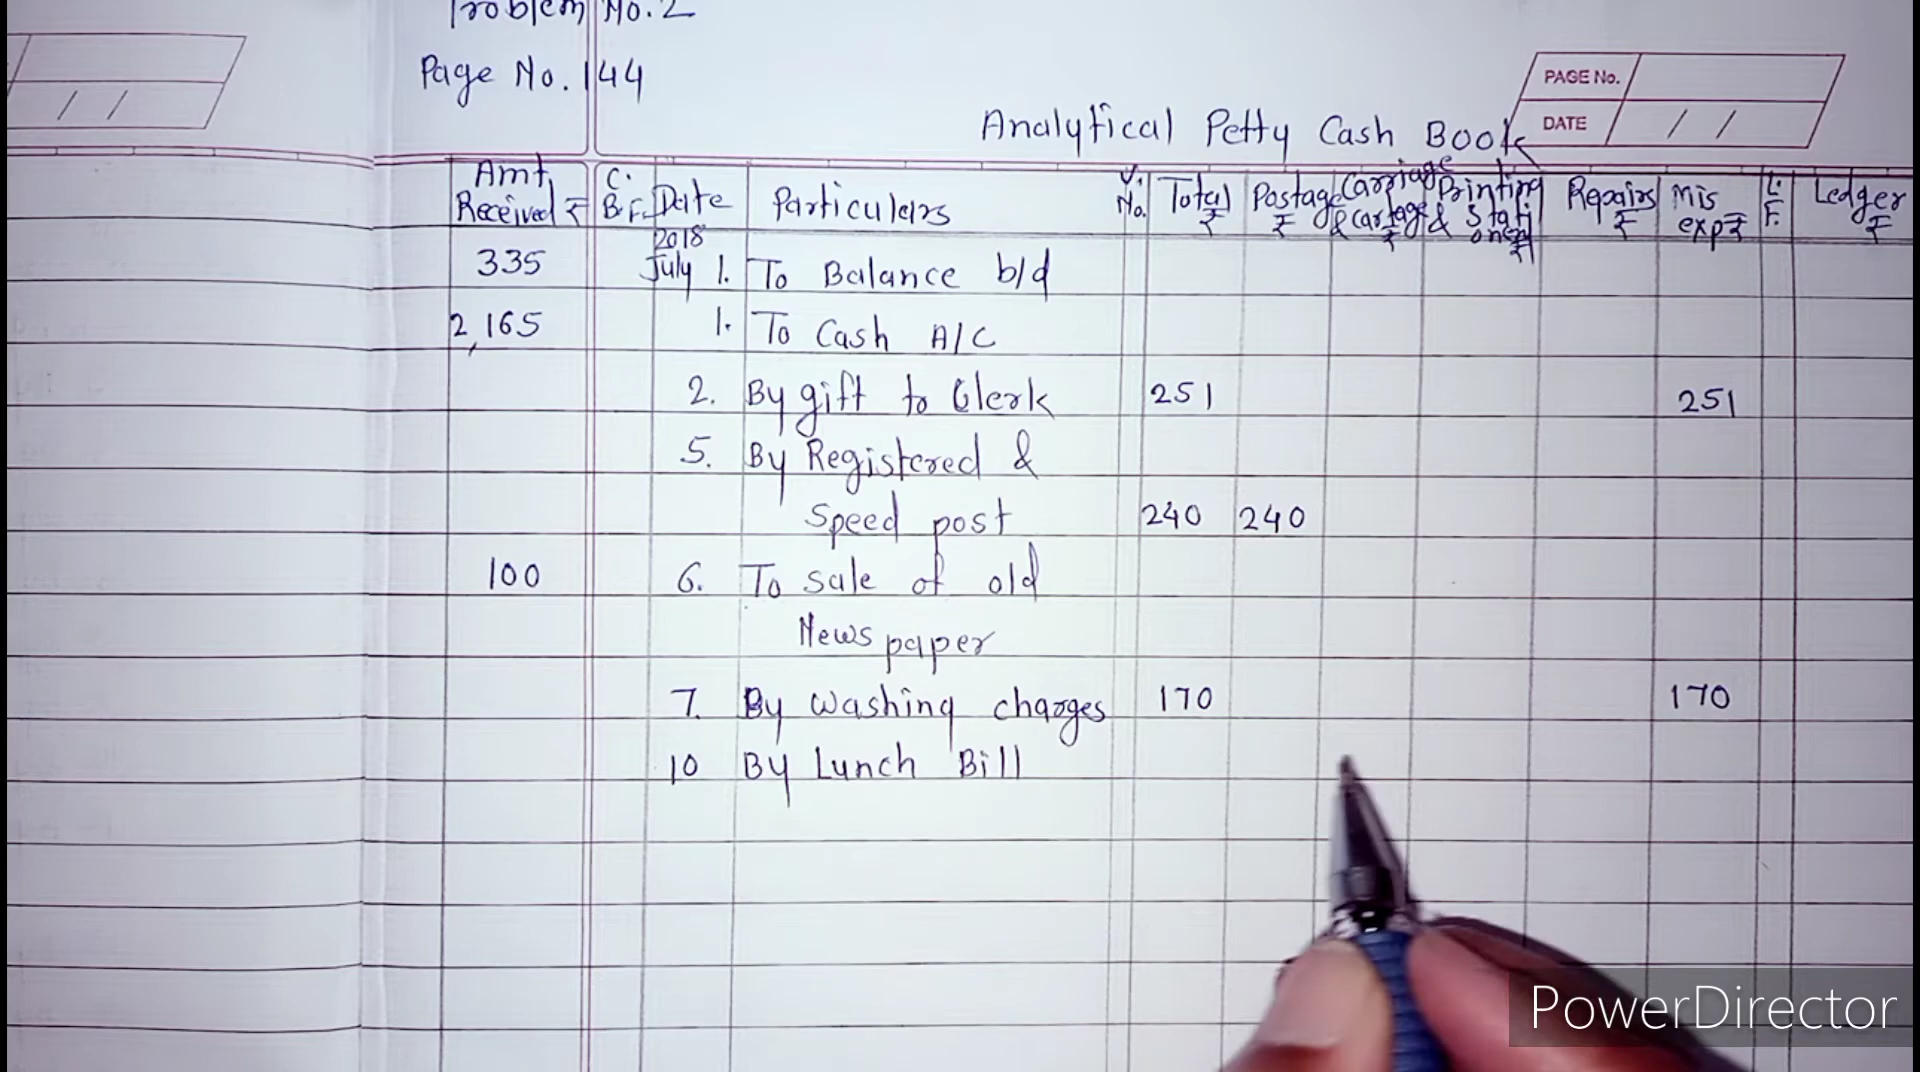 Problem No.2
Page No. 144
PAGE No.
DATE / /
/ /
Analytical Petty Cash Book
Amt. Received ₹ C.B.F. Date Particulars V. No. Total ₹ Postage ₹ Carriage & Cartage ₹ Printing & Stationery ₹ Repairs ₹ Mis exp ₹ L.F. Ledger ₹
2018
335 July 1. To Balance b/d
2,165 1. To Cash A/C
2. By gift to Clerk 251 251
5. By Registered &
Speed post 240 240
100 6. To sale of old
News paper
7. By Washing charges 170 170
10 By Lunch Bill
PowerDirector